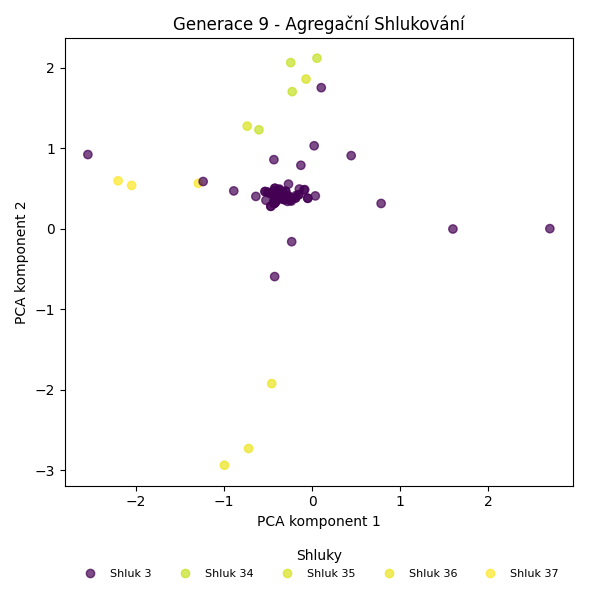 Generace 9 - Agregační Shlukování
PCA komponent 2
2
1
0
−1
−2
−3
−2 −1 0 1 2
PCA komponent 1
Shluky
Shluk 3 Shluk 34 Shluk 35 Shluk 36 Shluk 37